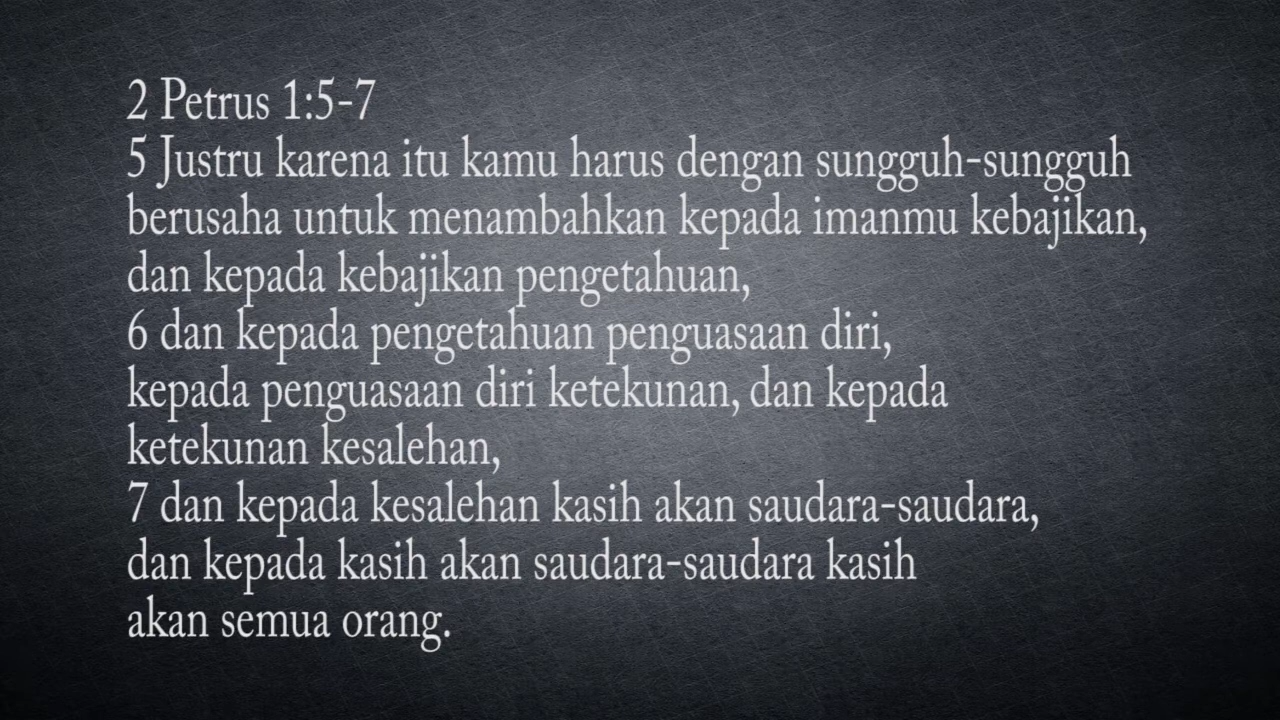 2 Petrus 1:5-7
5 Justru karena itu kamu harus dengan sungguh-sungguh
berusaha untuk menambahkan kepada imanmu kebajikan,
dan kepada kebajikan pengetahuan,
6 dan kepada pengetahuan penguasaan diri,
kepada penguasaan diri ketekunan, dan kepada
ketekunan kesalehan,
7 dan kepada kesalehan kasih akan saudara-saudara,
dan kepada kasih akan saudara-saudara kasih
akan semua orang.